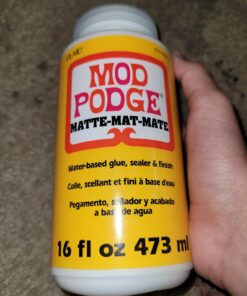 PLAID
MOD
PODGE
MATTE-MAT-MATE
Water-based glue, sealer & finish
Colle, scellant et fini à base d'eau
Pegamento, sellador y acabado
a base de agua
16 fl oz 473 ml